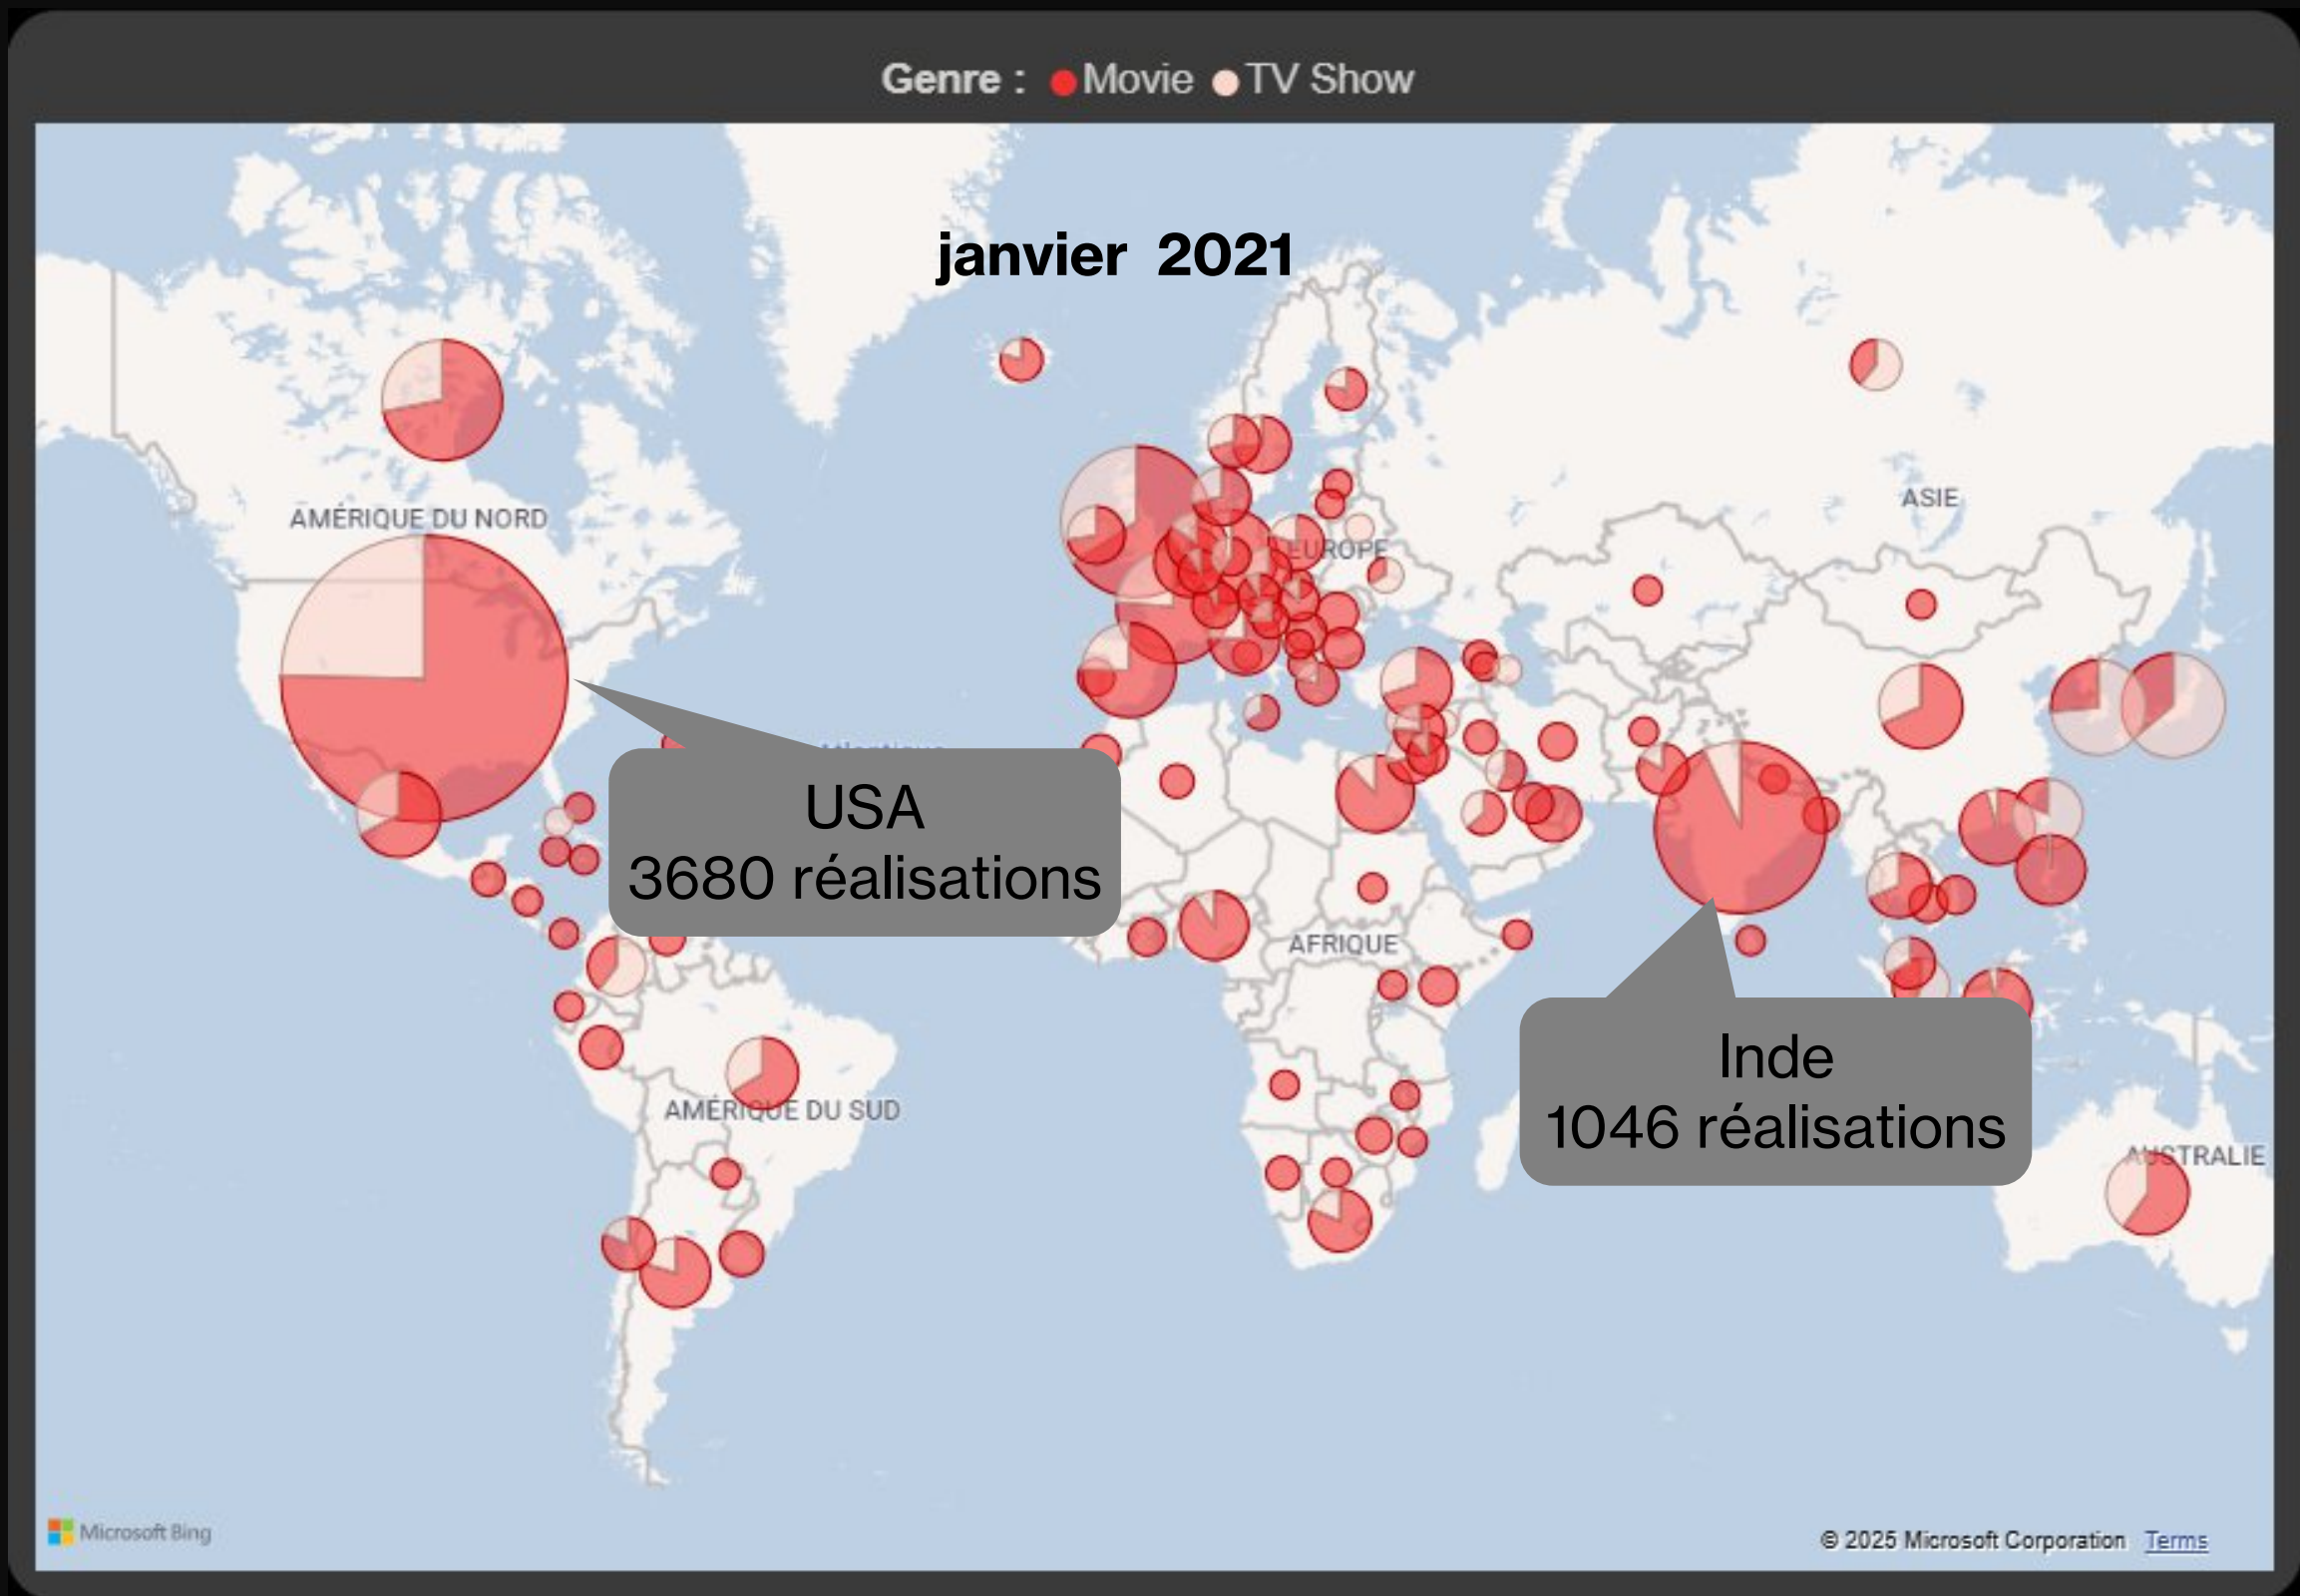 Genre : Movie TV Show
janvier 2021
AMÉRIQUE DU NORD
ASIE
EUROPE
USA
3680 réalisations
AFRIQUE
Inde
1046 réalisations
AMÉRIQUE DU SUD
AUSTRALIE
Microsoft Bing
© 2025 Microsoft Corporation Terms